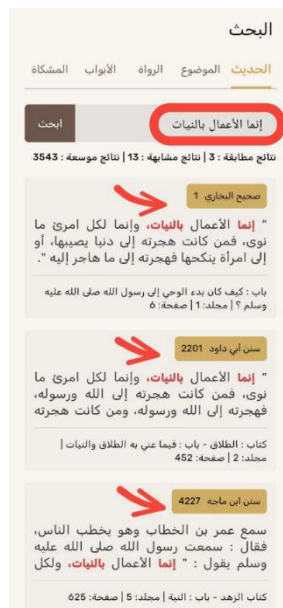 البحث
الحديث الموضوع الرواة الأبواب المشكاة
إنما الأعمال بالنيات ابحث
نتائج مطابقة : 3 | نتائج مشابهة : 13 | نتائج موسعة : 3543
صحيح البخاري 1
" إنما الأعمال بالنيات، وإنما لكل امرئ ما
نوى، فمن كانت هجرته إلى دنيا يصيبها، أو
إلى امرأة ينكحها فهجرته إلى ما هاجر إليه ".
باب : كيف كان بدء الوحي إلى رسول الله صلى الله عليه
وسلم ؟ | مجلد: 1 | صفحة: 6
سنن أبي داود 2201
" إنما الأعمال بالنيات، وإنما لكل امرئ ما
نوى، فمن كانت هجرته إلى الله ورسوله،
فهجرته إلى الله ورسوله، ومن كانت هجرته
كتاب : الطلاق - باب : فيما عني به الطلاق والنيات |
مجلد: 2 | صفحة: 452
سنن ابن ماجه 4227
سمع عمر بن الخطاب وهو يخطب الناس،
فقال : سمعت رسول الله صلى الله عليه
وسلم يقول : " إنما الأعمال بالنيات، ولكل
كتاب الزهد - باب : النية | مجلد: 5 | صفحة: 625